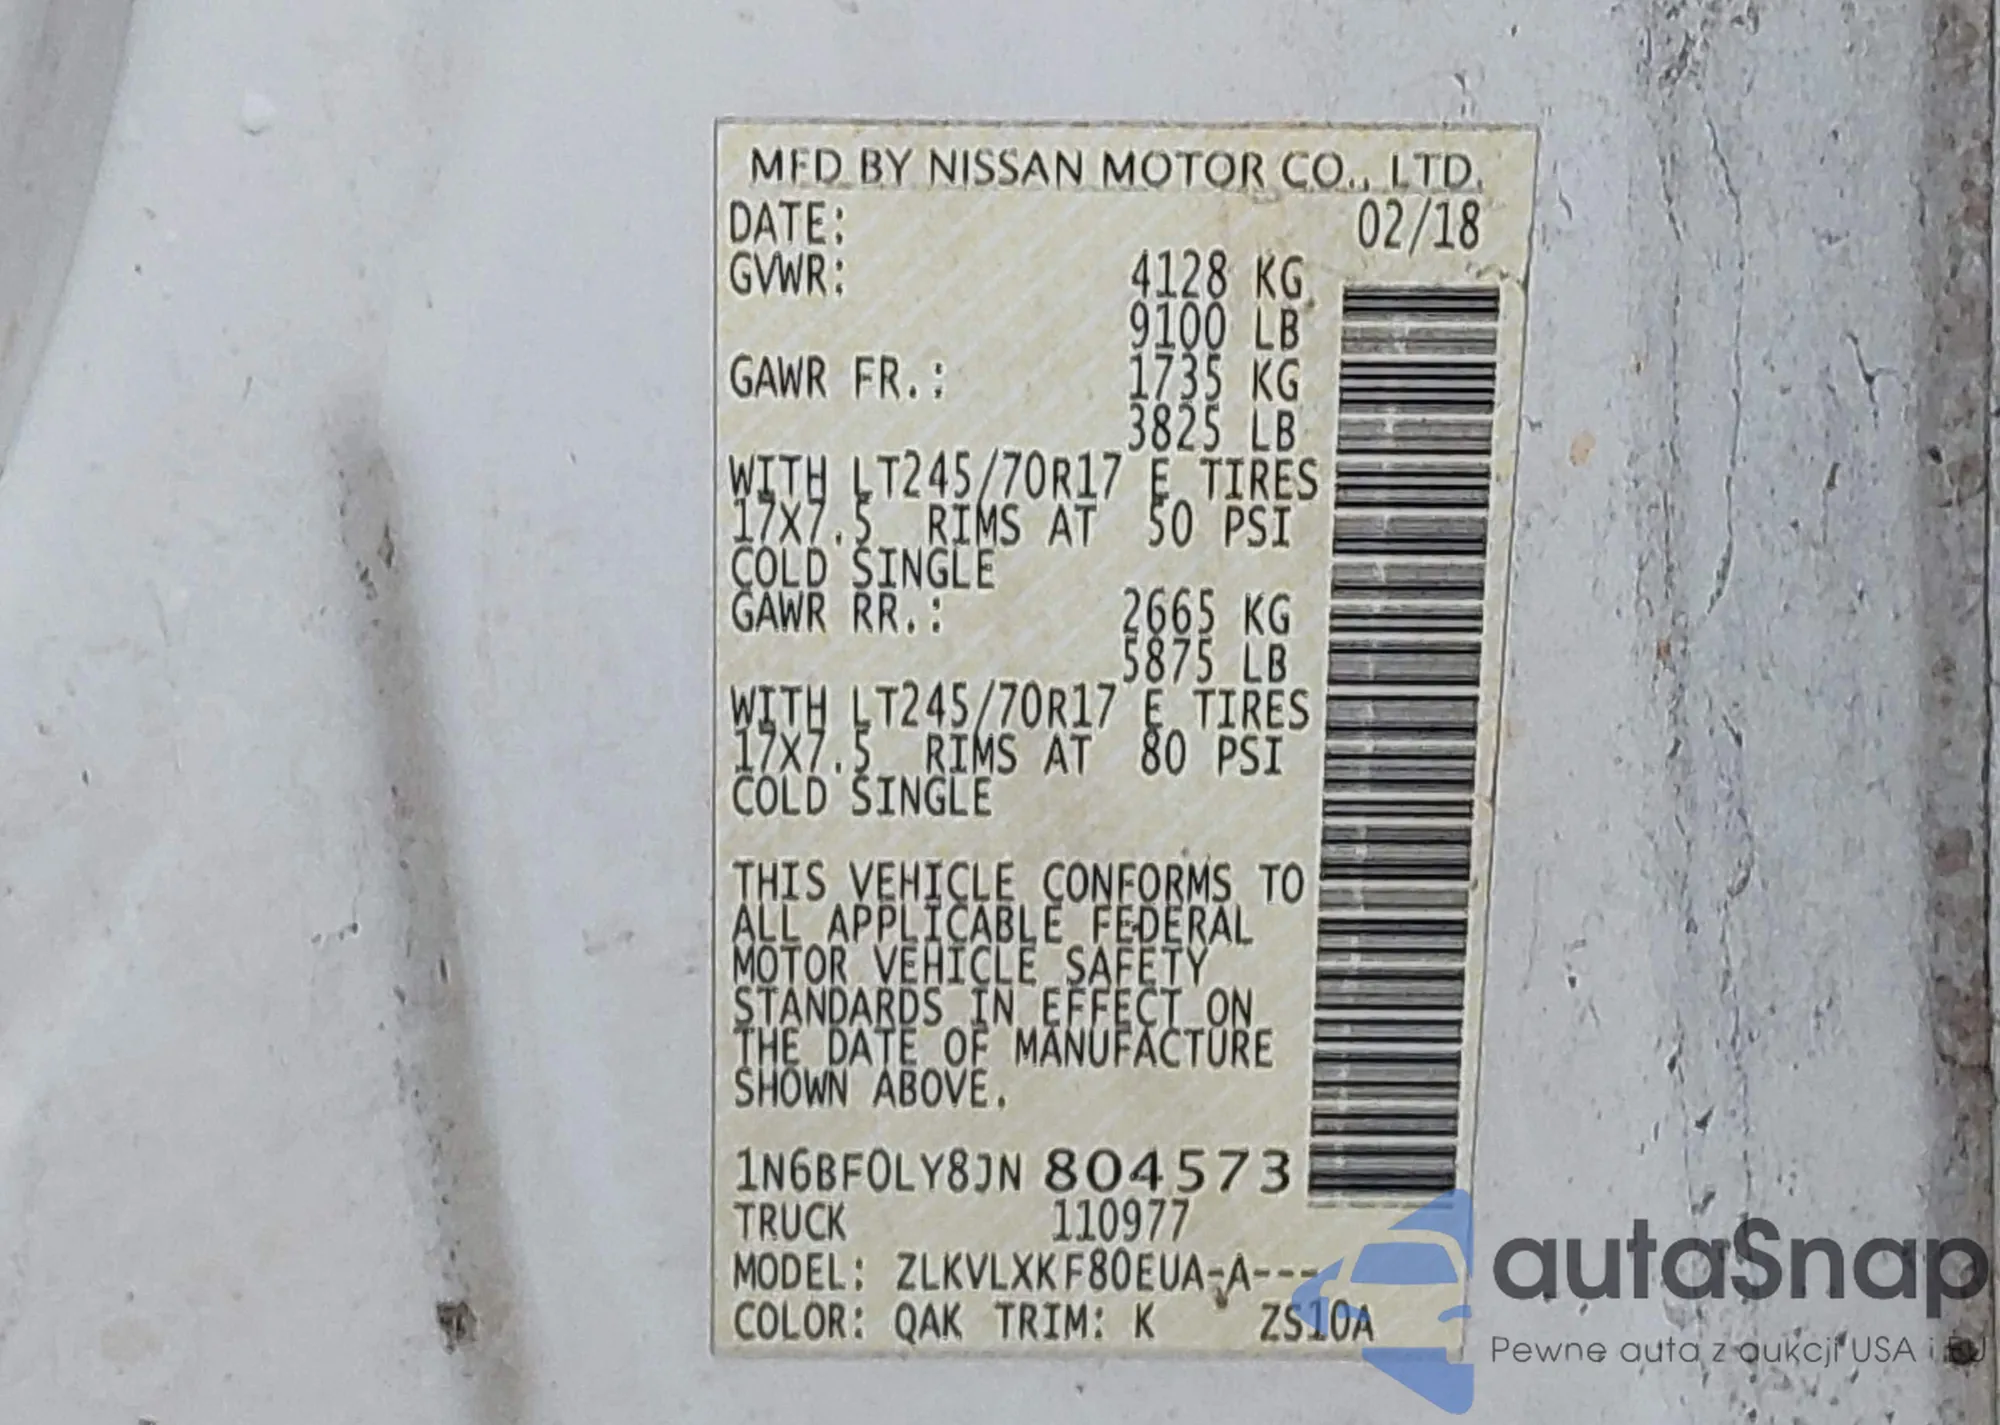 MFD BY NISSAN MOTOR CO., LTD.
DATE: 02/18
GVWR: 4128 KG
9100 LB
GAWR FR.: 1735 KG
3825 LB
WITH LT245/70R17 E TIRES
17X7.5 RIMS AT 50 PSI
COLD SINGLE
GAWR RR.: 2665 KG
5875 LB
WITH LT245/70R17 E TIRES
17X7.5 RIMS AT 80 PSI
COLD SINGLE
THIS VEHICLE CONFORMS TO
ALL APPLICABLE FEDERAL
MOTOR VEHICLE SAFETY
STANDARDS IN EFFECT ON
THE DATE OF MANUFACTURE
SHOWN ABOVE.
1N6BF0LY8JN 804573
TRUCK 110977
MODEL: ZLKVLXKF80EUA-A---
COLOR: QAK TRIM: K ZS10A
autaSnap
Pewne auta z aukcji USA i EU